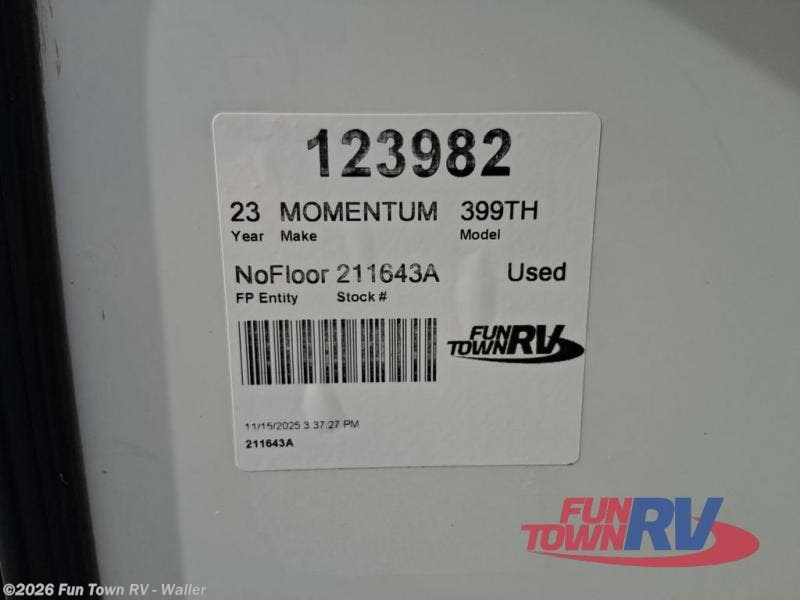 123982
23 MOMENTUM 399TH
Year Make Model
NoFloor 211643A Used
FP Entity Stock #
FUN TOWN RV
11/15/2025 3:37:27 PM
211643A
FUN TOWN RV
©2026 Fun Town RV - Waller